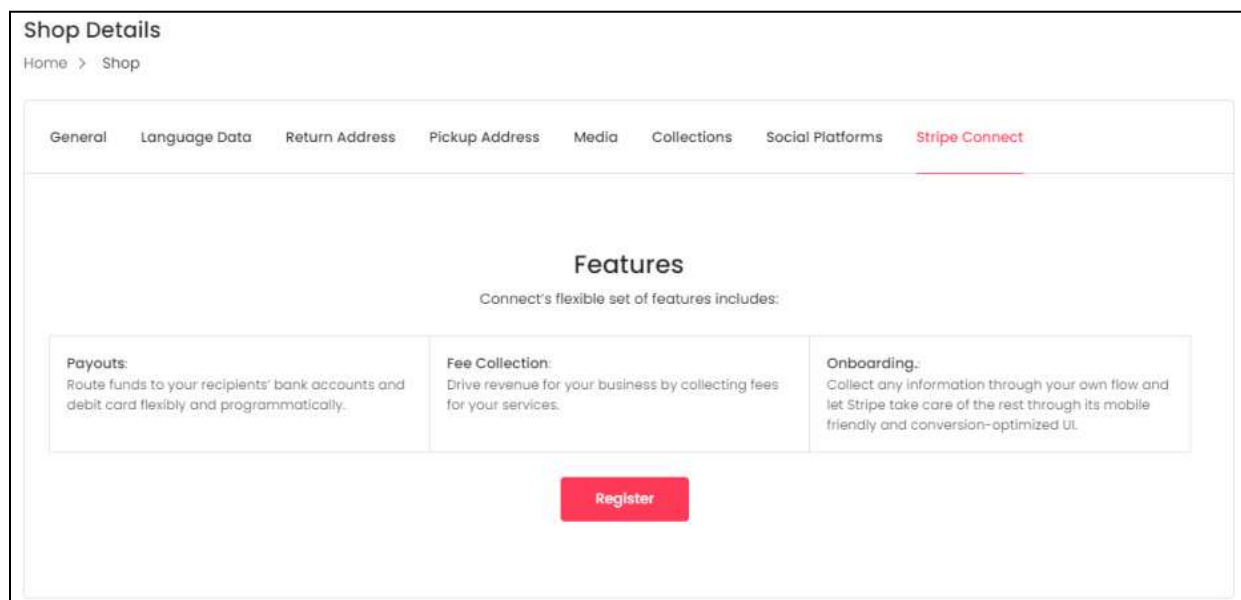 Shop Details
Home > Shop
General Language Data Return Address Pickup Address Media Collections Social Platforms Stripe Connect
Features
Connect's flexible set of features includes:
Payouts:
Route funds to your recipients' bank accounts and
debit card flexibly and programmatically.
Fee Collection:
Drive revenue for your business by collecting fees
for your services.
Onboarding.:
Collect any information through your own flow and
let Stripe take care of the rest through its mobile
friendly and conversion-optimized UI.
Register